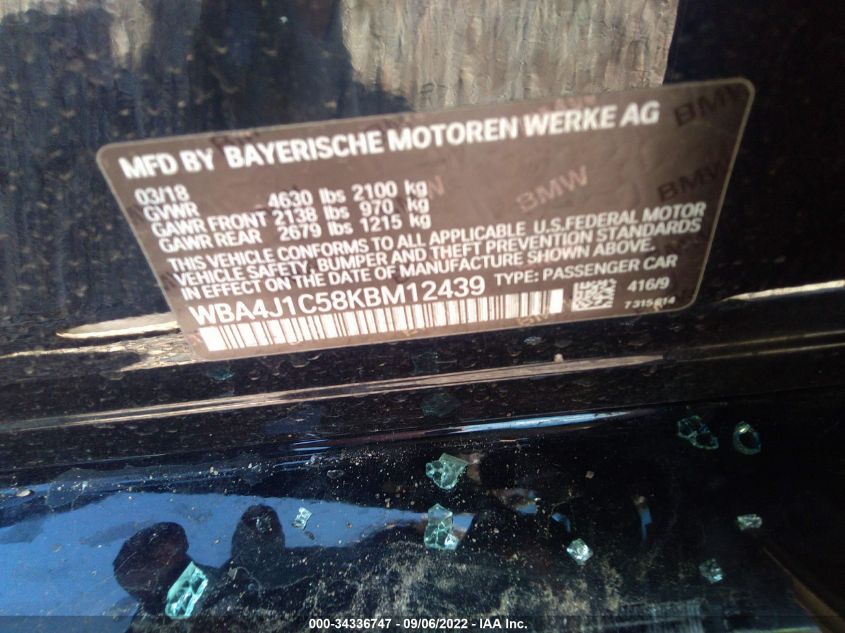 MFD BY BAYERISCHE MOTOREN WERKE AG
03/18
GVWR 4630 lbs 2100 kg
GAWR FRONT 2138 lbs 970 kg
GAWR REAR 2679 lbs 1215 kg
THIS VEHICLE CONFORMS TO ALL APPLICABLE U.S.FEDERAL MOTOR
VEHICLE SAFETY, BUMPER AND THEFT PREVENTION STANDARDS
IN EFFECT ON THE DATE OF MANUFACTURE SHOWN ABOVE.
WBA4J1C58KBM12439 TYPE: PASSENGER CAR
416/9
BMW
BMW
000-34336747 - 09/06/2022 - IAA Inc.